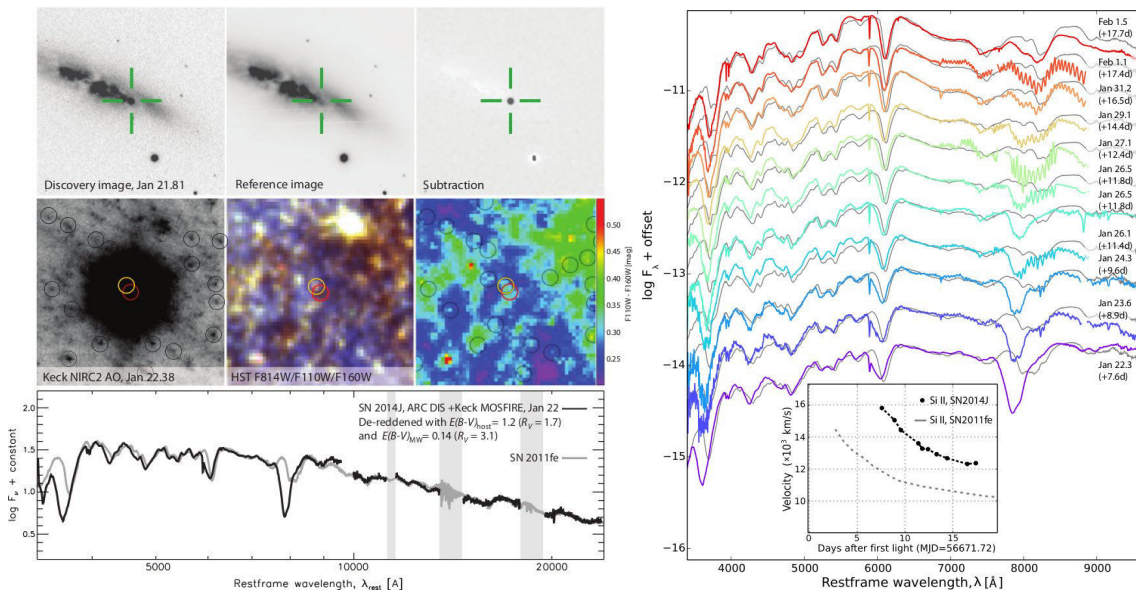 Discovery image, Jan 21.81
Reference image
Subtraction
Keck NIRC2 AO, Jan 22.38
HST F814W/F110W/F160W
0.50
0.45
0.40
0.35
0.30
0.25
F110W - F160W [mag]
SN 2014J, ARC DIS +Keck MOSFIRE, Jan 22
De-reddened with E(B-V)host= 1.2 (RV = 1.7)
and E(B-V)MW= 0.14 (RV = 3.1)
SN 2011fe
log Fν + constant
2.0
1.5
1.0
0.5
5000
10000
20000
Restframe wavelength, λrest [A]
log Fλ + offset
−11
−12
−13
−14
−15
−16
Feb 1.5
(+17.7d)
Feb 1.1
(+17.4d)
Jan 31.2
(+16.5d)
Jan 29.1
(+14.4d)
Jan 27.1
(+12.4d)
Jan 26.5
(+11.8d)
Jan 26.5
(+11.8d)
Jan 26.1
(+11.4d)
Jan 24.3
(+9.6d)
Jan 23.6
(+8.9d)
Jan 22.3
(+7.6d)
Si II, SN2014J
Si II, SN2011fe
Velocity (×10³ km/s)
16
14
12
10
0
5
10
15
Days after first light (MJD=56671.72)
4000
5000
6000
7000
8000
9000
Restframe wavelength, λ [Å]